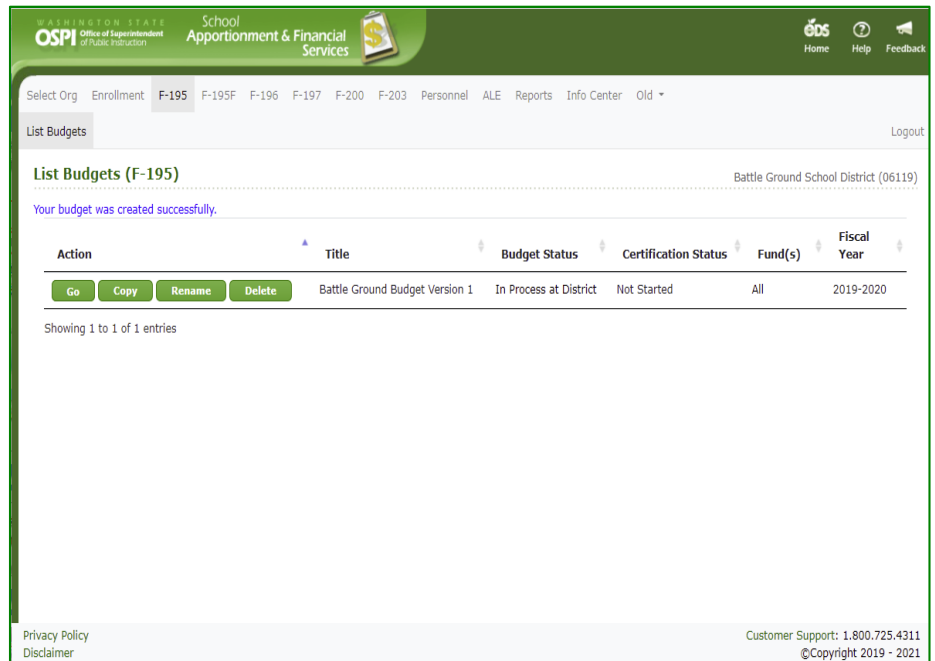 WASHINGTON STATE
OSPI Office of Superintendent of Public Instruction
School
Apportionment & Financial
Services
EDS
Home Help Feedback
Select Org Enrollment F-195 F-195F F-196 F-197 F-200 F-203 Personnel ALE Reports Info Center Old
List Budgets Logout
List Budgets (F-195) Battle Ground School District (06119)
Your budget was created successfully.
Action Title Budget Status Certification Status Fund(s) Fiscal Year
Go Copy Rename Delete Battle Ground Budget Version 1 In Process at District Not Started All 2019-2020
Showing 1 to 1 of 1 entries
Privacy Policy Customer Support: 1.800.725.4311
Disclaimer ©Copyright 2019 - 2021